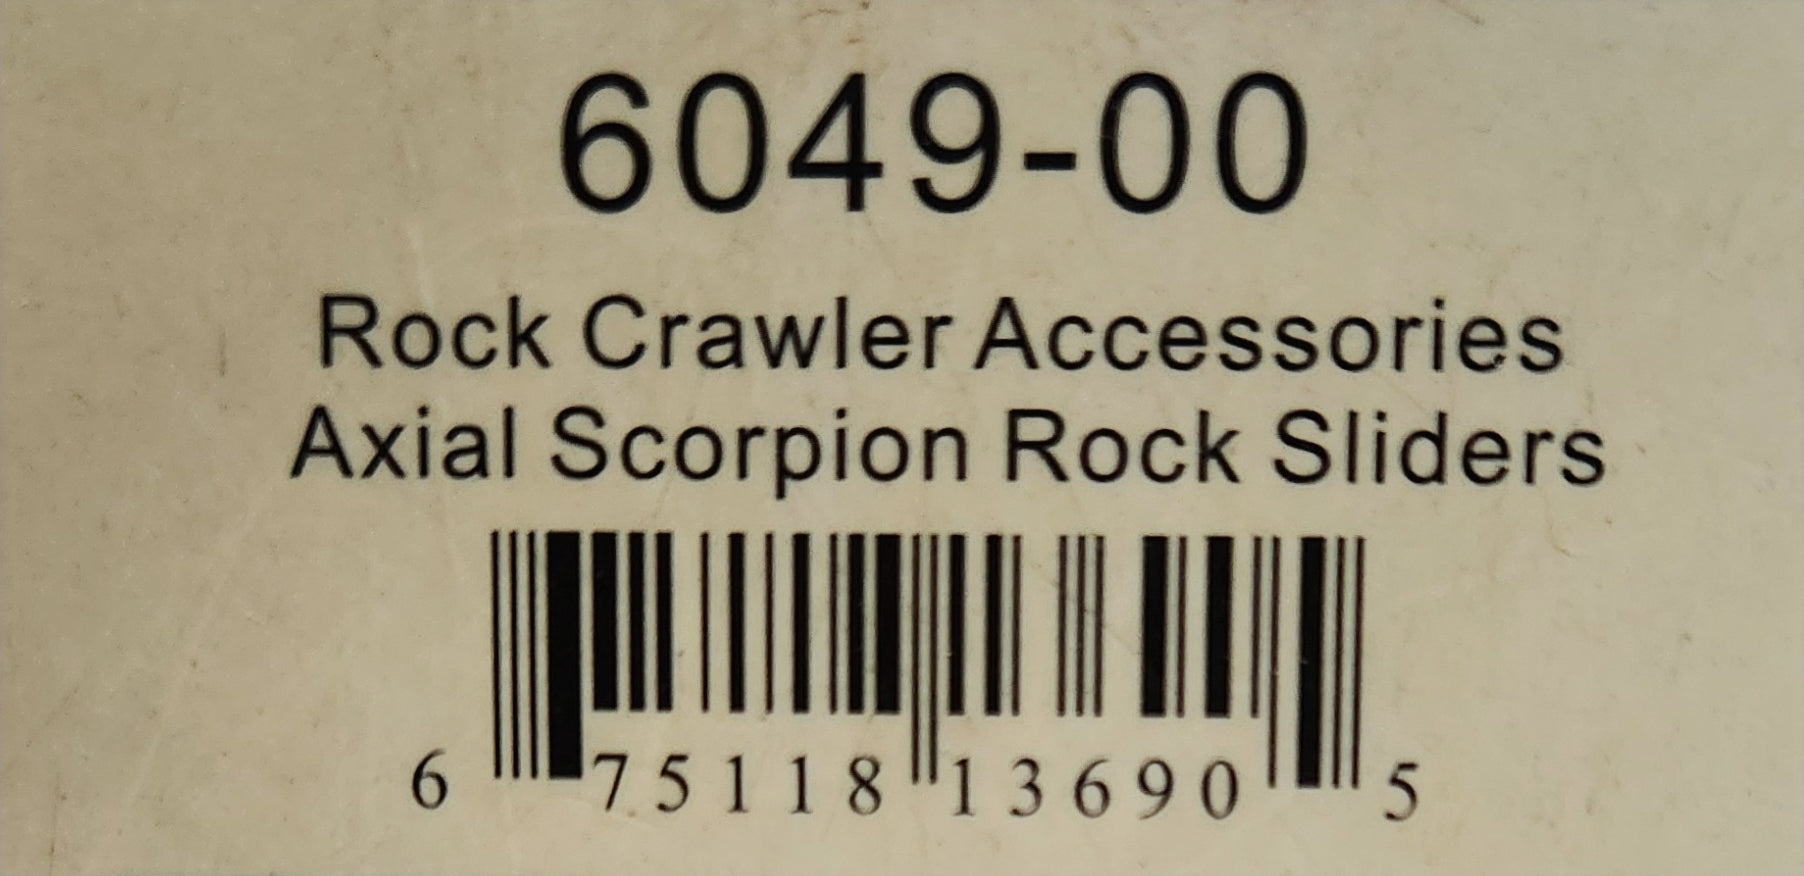 6049-00
Rock Crawler Accessories
Axial Scorpion Rock Sliders
6 75118 13690 5